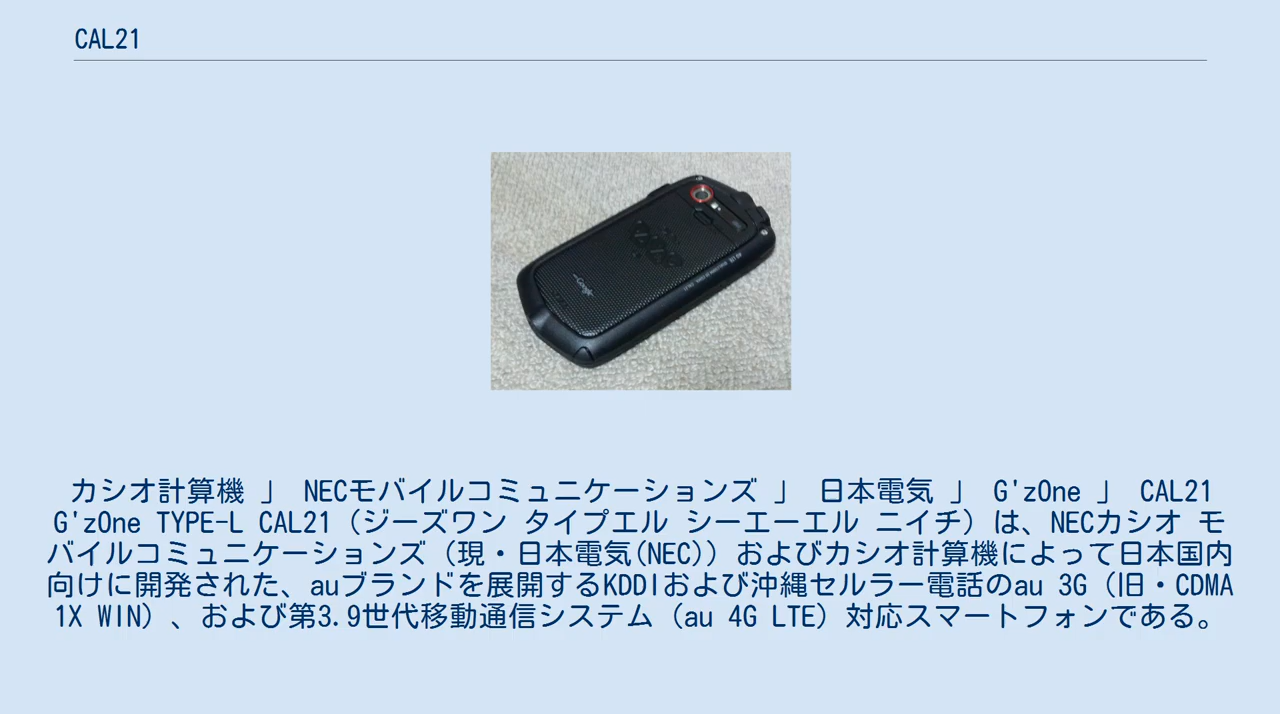 CAL21
Google
カシオ計算機 」 NECモバイルコミュニケーションズ 」 日本電気 」 G'zOne 」 CAL21
G'zOne TYPE-L CAL21（ジーズワン タイプエル シーエーエル ニイチ）は、NECカシオ モ
バイルコミュニケーションズ（現・日本電気(NEC)）およびカシオ計算機によって日本国内
向けに開発された、auブランドを展開するKDDIおよび沖縄セルラー電話のau 3G（旧・CDMA
1X WIN）、および第3.9世代移動通信システム（au 4G LTE）対応スマートフォンである。